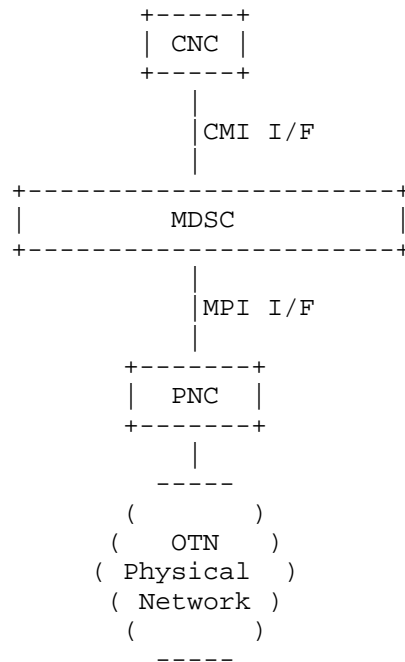 CNC
CMI I/F
MDSC
MPI I/F
PNC
OTN
Physical
Network